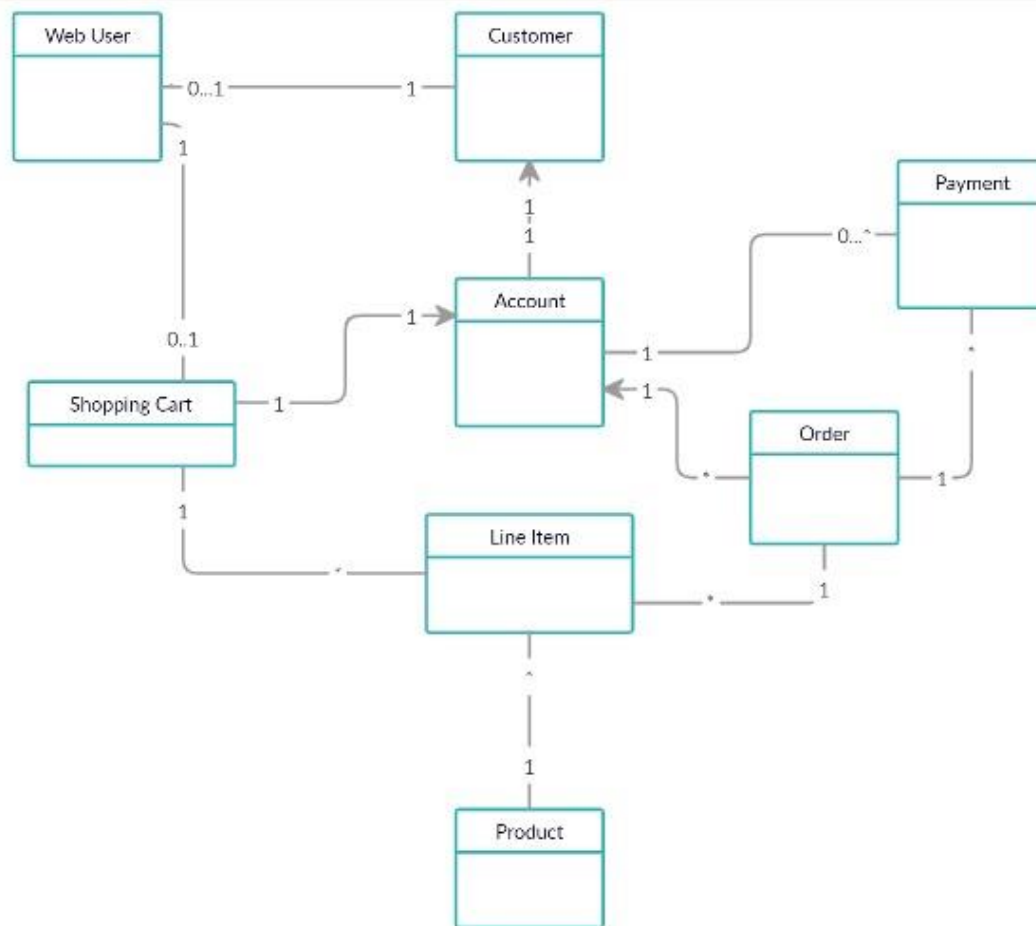 Web User
Customer
0...1
1
1
Payment
1
1
0...*
Account
1
1
*
0..1
1
Shopping Cart
1
Order
*
1
1
Line Item
*
*
1
*
1
Product